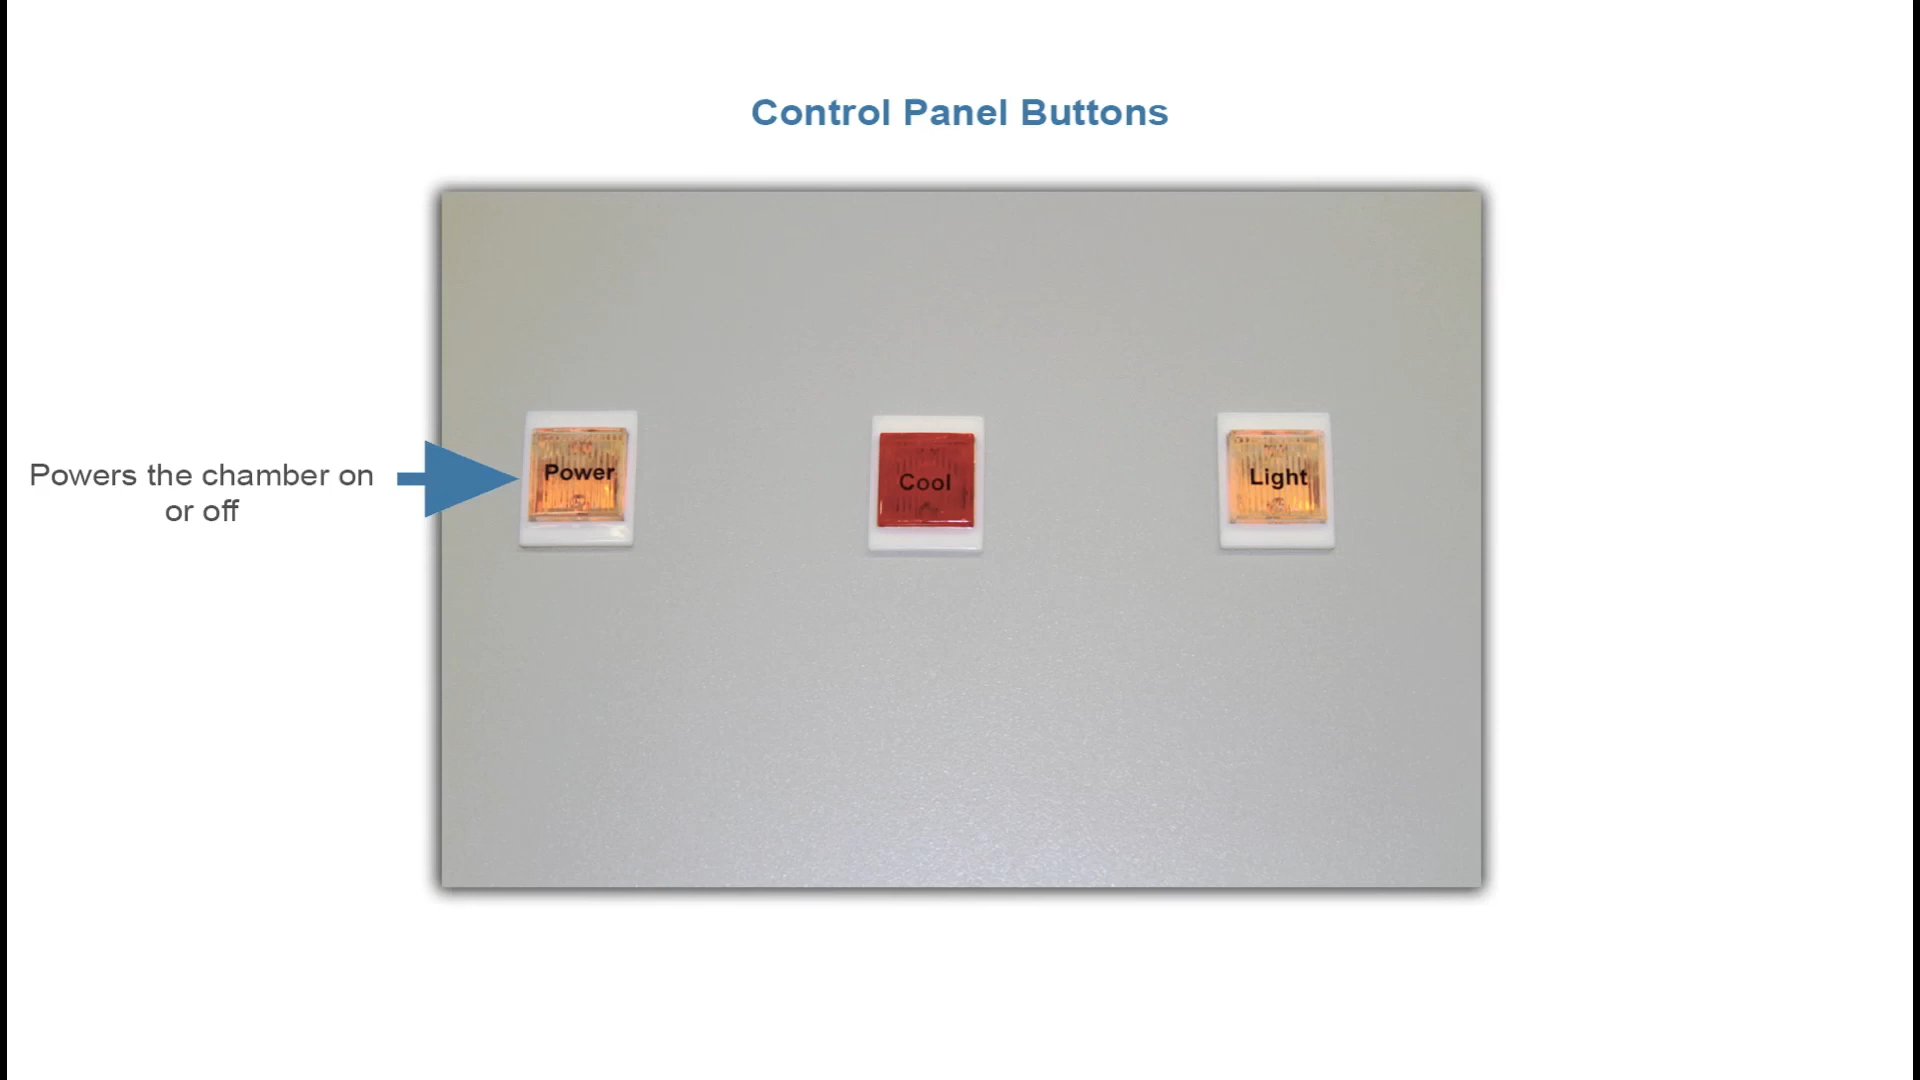 Control Panel Buttons
Powers the chamber on
or off
Power
Cool
Light